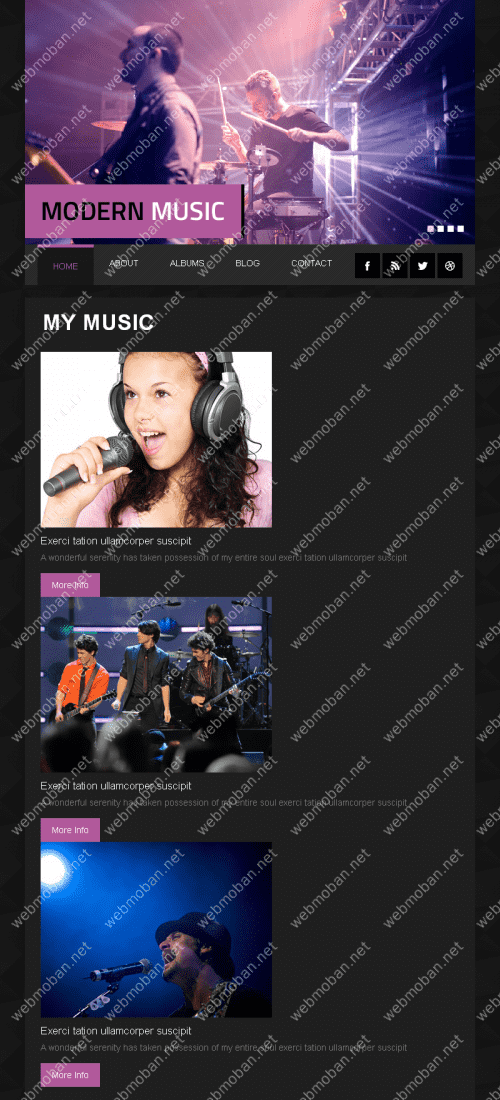 MODERN MUSIC
HOME ABOUT ALBUMS BLOG CONTACT
MY MUSIC
Exerci tation ullamcorper suscipit
A wonderful serenity has taken possession of my entire soul exerci tation ullamcorper suscipit
More Info
Exerci tation ullamcorper suscipit
A wonderful serenity has taken possession of my entire soul exerci tation ullamcorper suscipit
More Info
Exerci tation ullamcorper suscipit
A wonderful serenity has taken possession of my entire soul exerci tation ullamcorper suscipit
More Info
webmoban.net